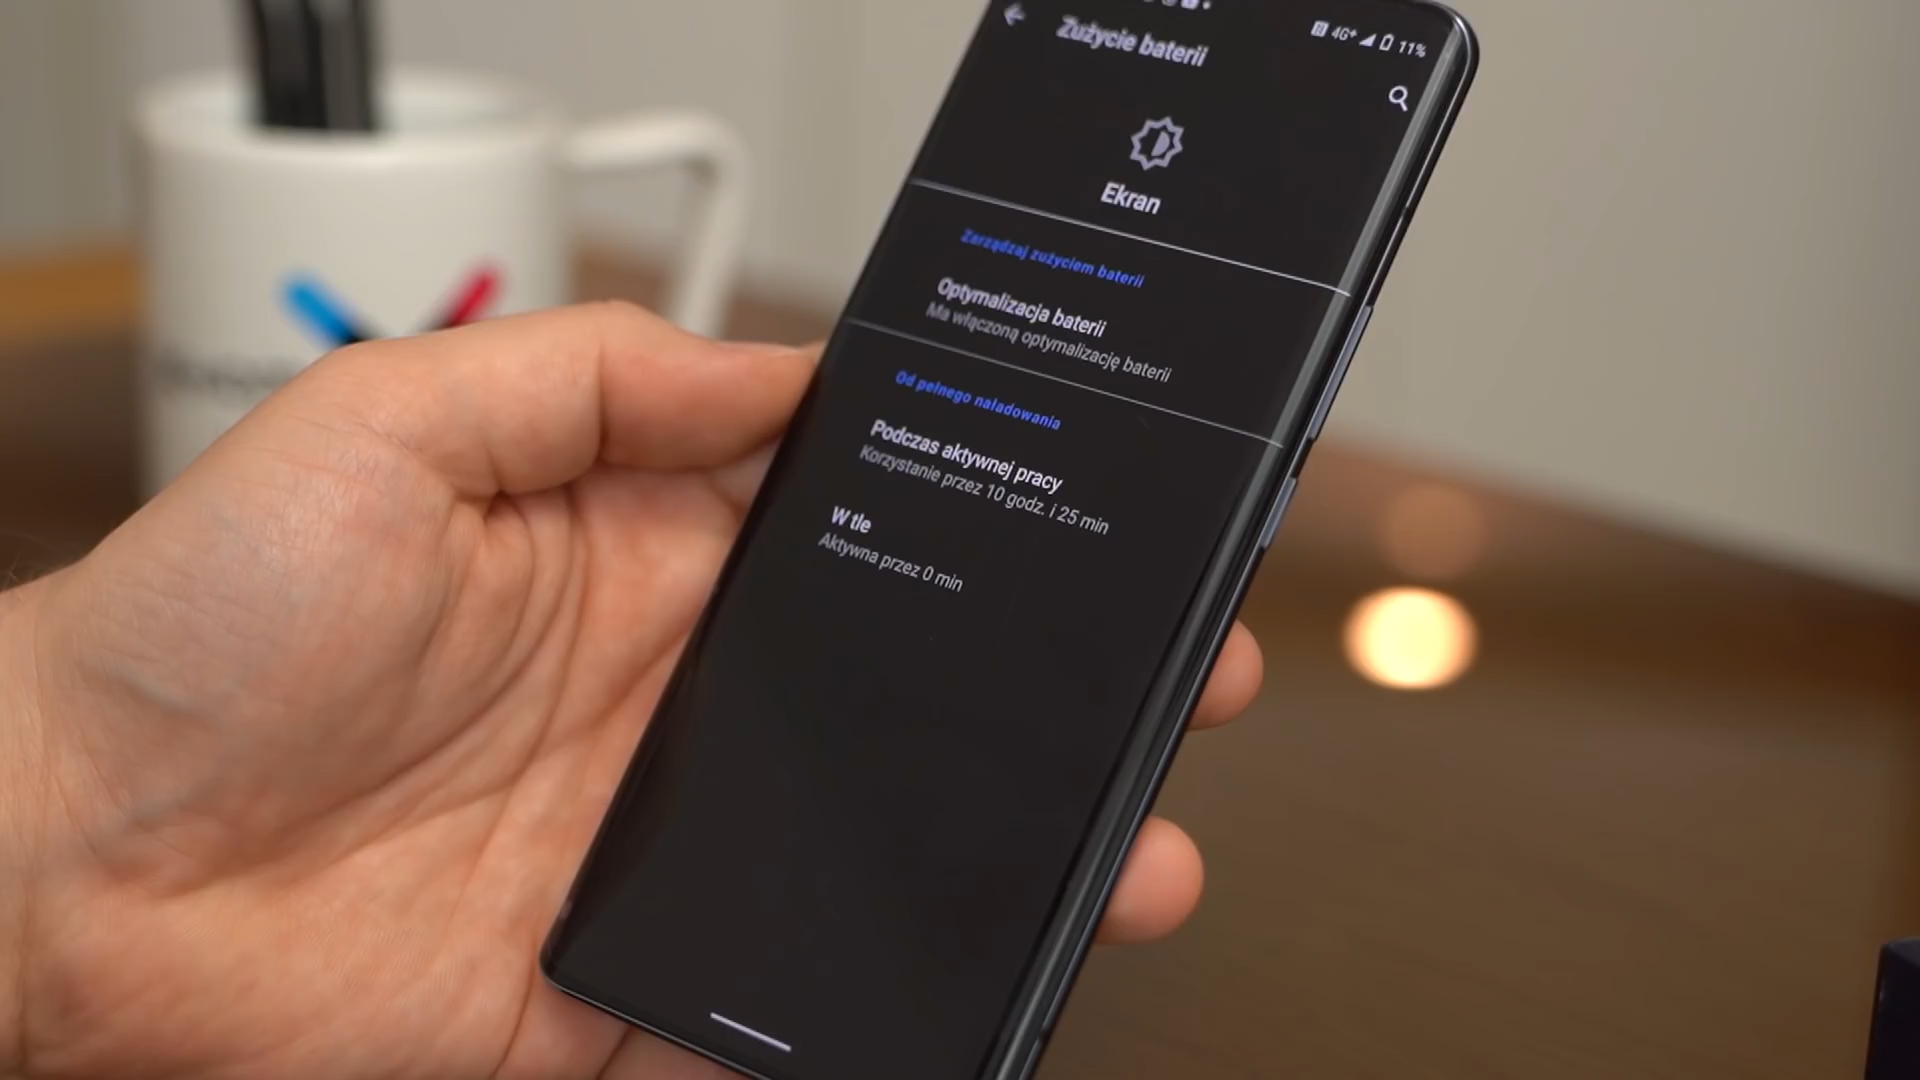 4G+ 11%
Zużycie baterii
Ekran
Zarządzaj zużyciem baterii
Optymalizacja baterii
Ma włączoną optymalizację baterii
Od pełnego naładowania
Podczas aktywnej pracy
Korzystanie przez 10 godz. i 25 min
W tle
Aktywna przez 0 min